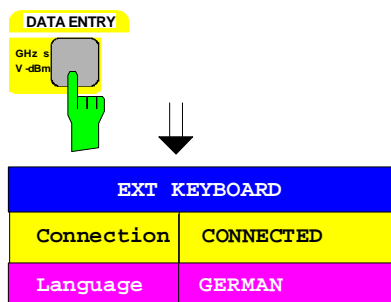 DATA ENTRY
GHz s
V -dBm
EXT KEYBOARD
Connection CONNECTED
Language GERMAN